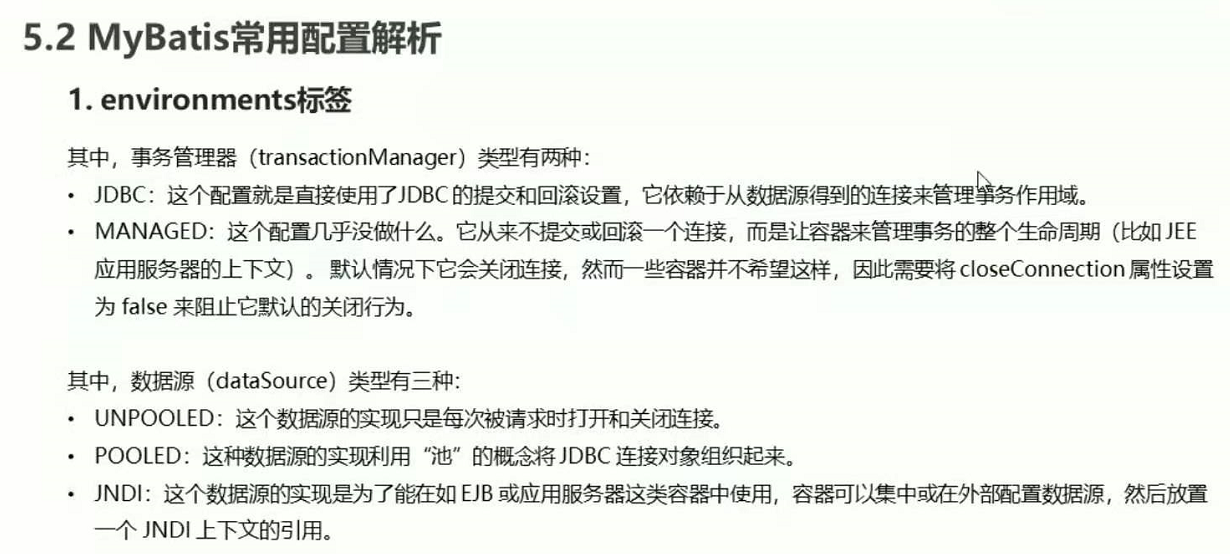 5.2 MyBatis常用配置解析
1. environments标签
其中，事务管理器（transactionManager）类型有两种：
• JDBC：这个配置就是直接使用了JDBC 的提交和回滚设置，它依赖于从数据源得到的连接来管理事务作用域。
• MANAGED：这个配置几乎没做什么。它从来不提交或回滚一个连接，而是让容器来管理事务的整个生命周期（比如 JEE
应用服务器的上下文）。 默认情况下它会关闭连接，然而一些容器并不希望这样，因此需要将 closeConnection 属性设置
为 false 来阻止它默认的关闭行为。
其中，数据源（dataSource）类型有三种：
• UNPOOLED：这个数据源的实现只是每次被请求时打开和关闭连接。
• POOLED：这种数据源的实现利用“池”的概念将 JDBC 连接对象组织起来。
• JNDI：这个数据源的实现是为了能在如 EJB 或应用服务器这类容器中使用，容器可以集中或在外部配置数据源，然后放置
一个 JNDI 上下文的引用。